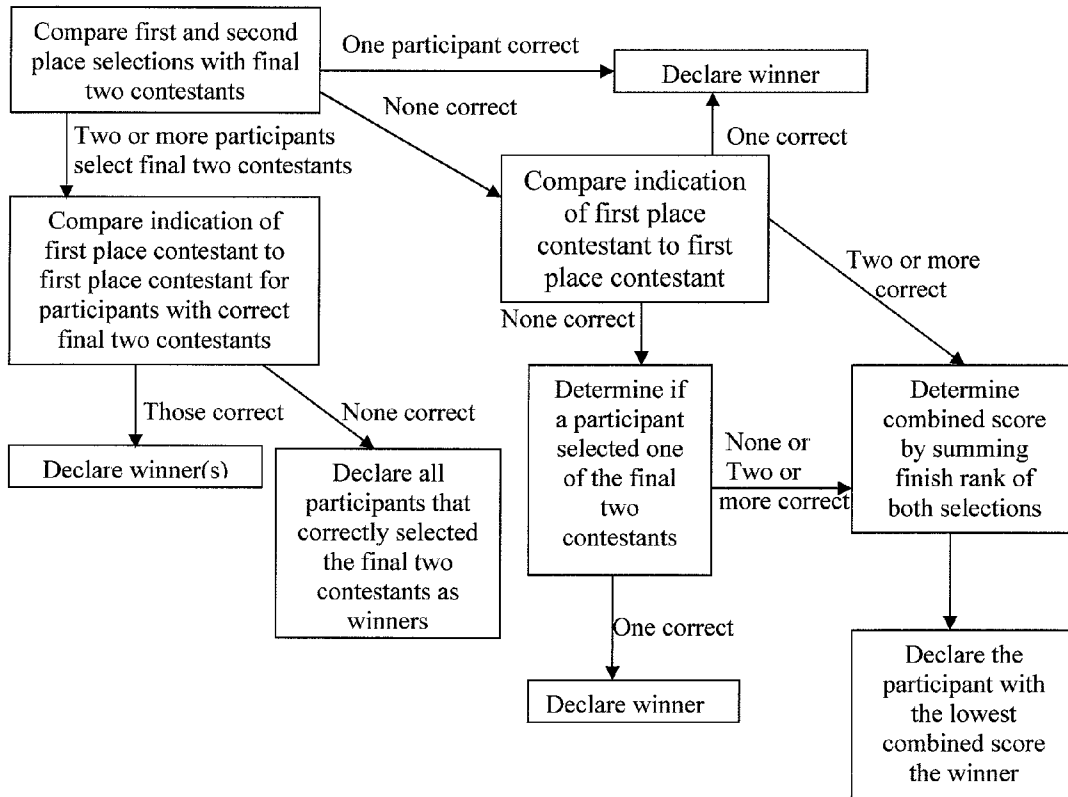 Compare first and second
place selections with final
two contestants
One participant correct
Declare winner
None correct
One correct
Two or more participants
select final two contestants
Compare indication of
first place contestant to
first place contestant for
participants with correct
final two contestants
Compare indication
of first place
contestant to first
place contestant
Two or more
correct
None correct
Those correct
None correct
Declare winner(s)
Declare all
participants that
correctly selected
the final two
contestants as
winners
Determine if
a participant
selected one
of the final
two
contestants
None or
Two or
more correct
Determine
combined score
by summing
finish rank of
both selections
One correct
Declare winner
Declare the
participant with
the lowest
combined score
the winner